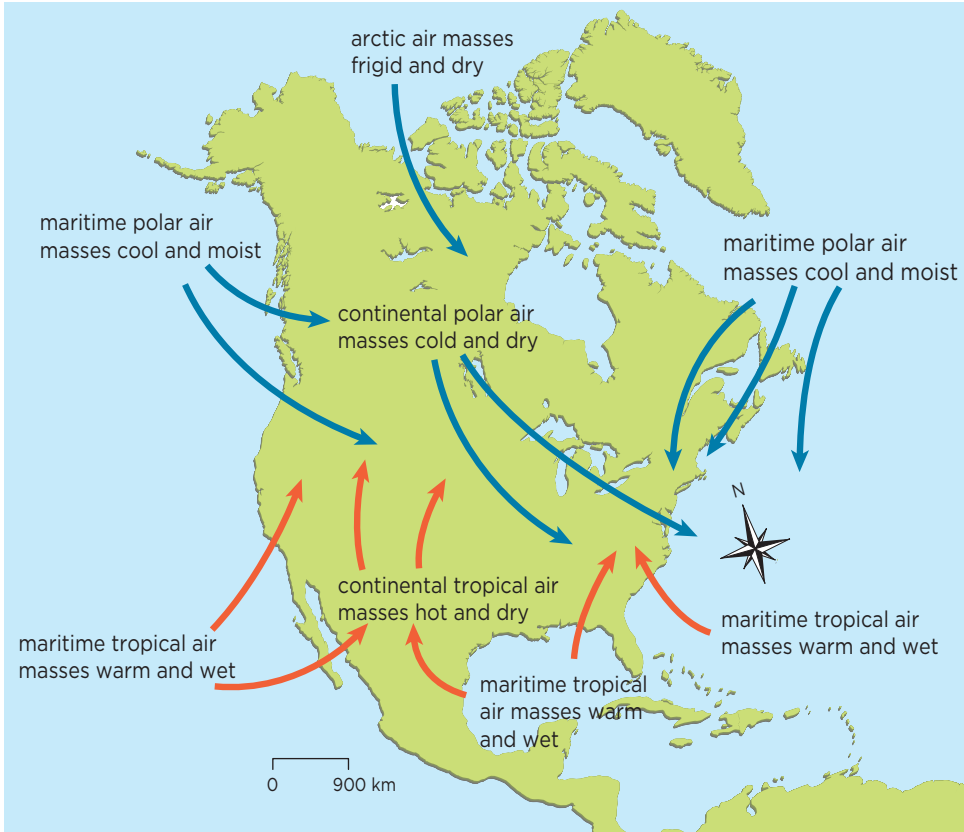 arctic air masses
frigid and dry
maritime polar air
masses cool and moist
maritime polar air
masses cool and moist
continental polar air
masses cold and dry
N
continental tropical air
masses hot and dry
maritime tropical air
masses warm and wet
maritime tropical air
masses warm and wet
maritime tropical
air masses warm
and wet
0 900 km